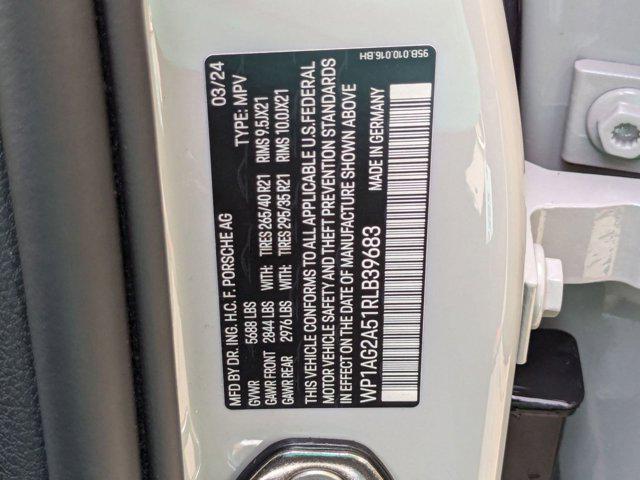 MFD BY DR. ING. H.C. F. PORSCHE AG 03/24
GVWR 5688 LBS TYPE: MPV
GAWR FRONT 2844 LBS WITH: TIRES 265/40 R21 RIMS 9.5JX21
GAWR REAR 2976 LBS WITH: TIRES 295/35 R21 RIMS 10.0JX21
THIS VEHICLE CONFORMS TO ALL APPLICABLE U.S. FEDERAL
MOTOR VEHICLE SAFETY AND THEFT PREVENTION STANDARDS
IN EFFECT ON THE DATE OF MANUFACTURE SHOWN ABOVE
WP1AG2A51RLB39683 MADE IN GERMANY
95B.010.016.BH